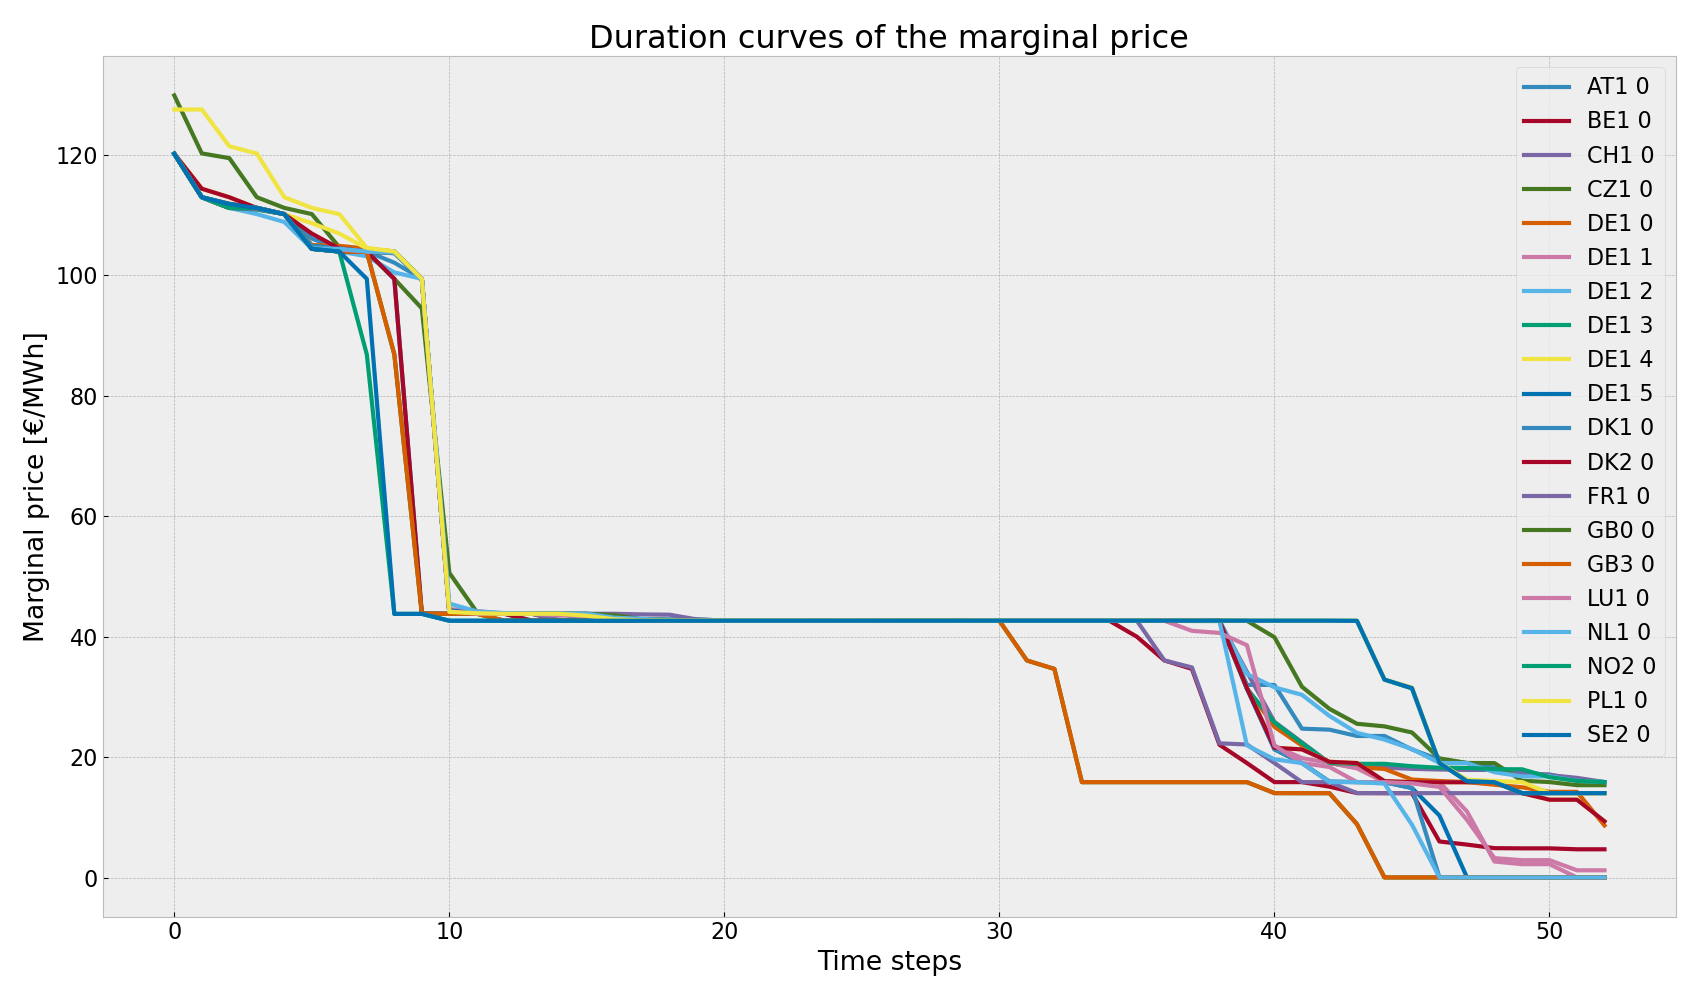 Duration curves of the marginal price
Marginal price [€/MWh]
120
100
80
60
40
20
0
0 10 20 30 40 50
Time steps
AT1 0
BE1 0
CH1 0
CZ1 0
DE1 0
DE1 1
DE1 2
DE1 3
DE1 4
DE1 5
DK1 0
DK2 0
FR1 0
GB0 0
GB3 0
LU1 0
NL1 0
NO2 0
PL1 0
SE2 0